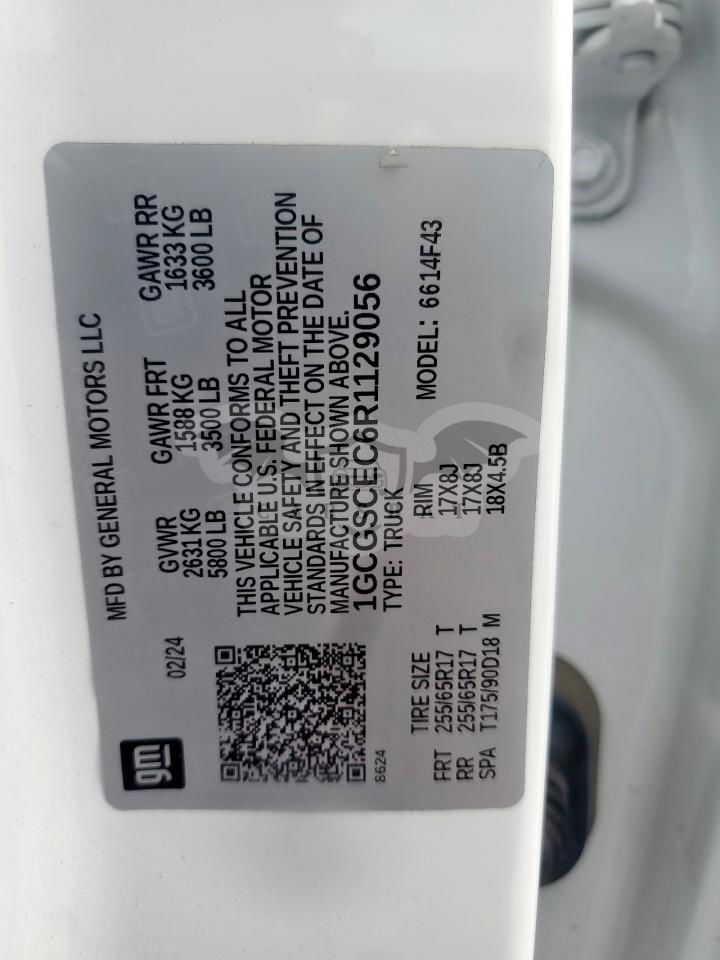 gm
02/24
MFD BY GENERAL MOTORS LLC
GVWR GAWR FRT GAWR RR
2631 KG 1588 KG 1633 KG
5800 LB 3500 LB 3600 LB
THIS VEHICLE CONFORMS TO ALL
APPLICABLE U.S. FEDERAL MOTOR
VEHICLE SAFETY AND THEFT PREVENTION
STANDARDS IN EFFECT ON THE DATE OF
MANUFACTURE SHOWN ABOVE.
1GCGSCEC6R1129056
8624
TYPE: TRUCK MODEL: 6614F43
TIRE SIZE RIM
FRT 255/65R17 T 17X8J
RR 255/65R17 T 17X8J
SPA T175/90D18 M 18X4.5B